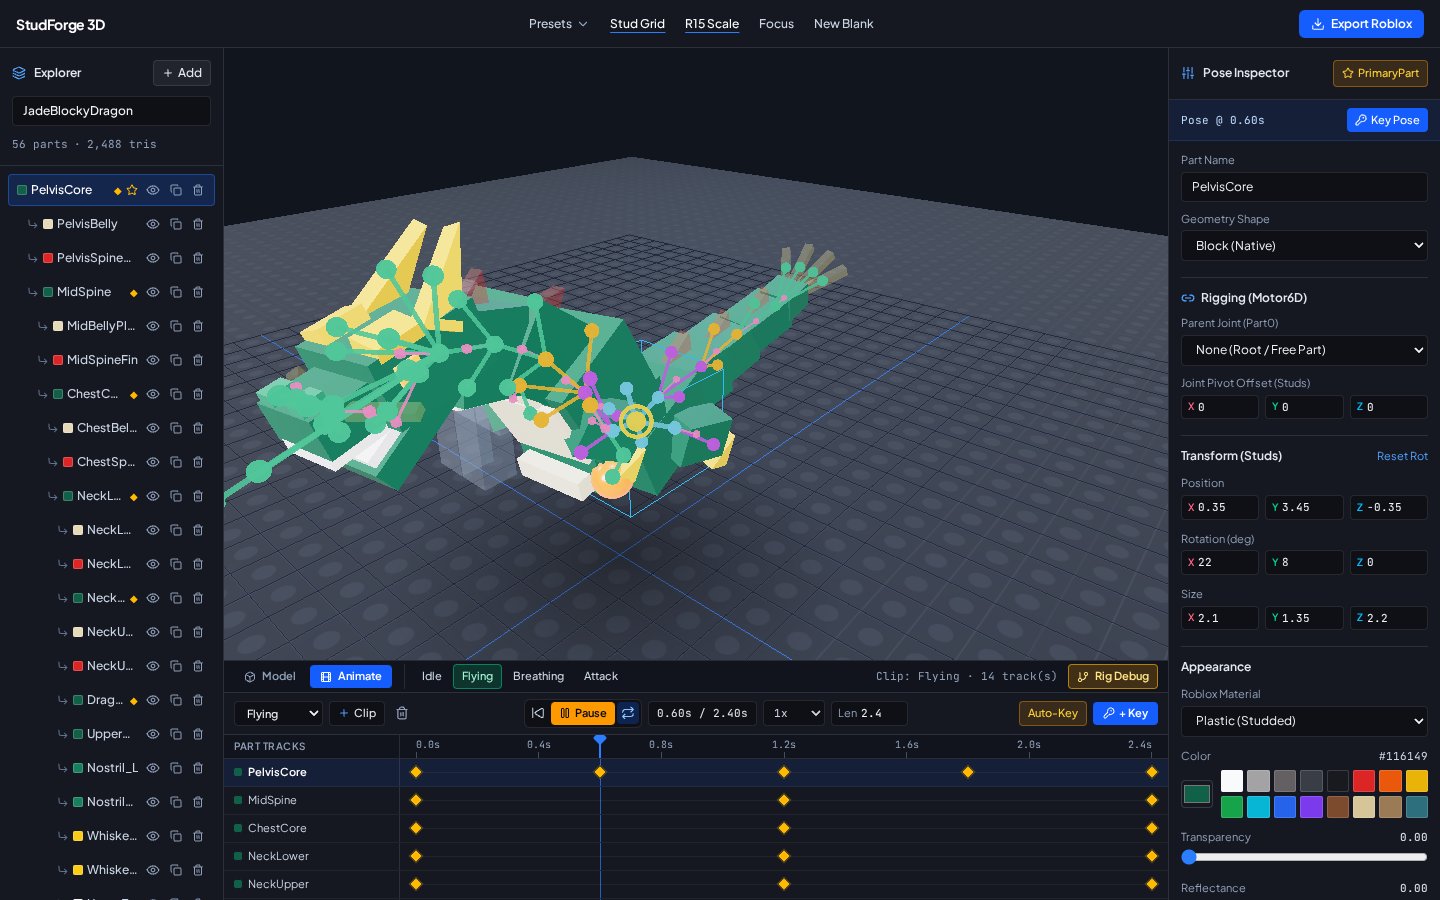 StudForge 3D
Presets
Stud Grid
R15 Scale
Focus
New Blank
Export Roblox
Explorer
Add
JadeBlockyDragon
56 parts · 2,488 tris
PelvisCore
PelvisBelly
PelvisSpine...
MidSpine
MidBellyPl...
MidSpineFin
ChestC...
ChestBel...
ChestSp...
NeckL...
NeckL...
NeckL...
Neck...
NeckU...
NeckU...
Drag...
Upper...
Nostril_L
Nostril...
Whiske...
Whiske...
Model
Animate
Idle
Flying
Breathing
Attack
Clip: Flying · 14 track(s)
Rig Debug
Flying
Clip
Pause
0.60s / 2.40s
1x
Len 2.4
Auto-Key
+ Key
PART TRACKS
0.0s
0.4s
0.8s
1.2s
1.6s
2.0s
2.4s
PelvisCore
MidSpine
ChestCore
NeckLower
NeckUpper
Pose Inspector
PrimaryPart
Pose @ 0.60s
Key Pose
Part Name
PelvisCore
Geometry Shape
Block (Native)
Rigging (Motor6D)
Parent Joint (Part0)
None (Root / Free Part)
Joint Pivot Offset (Studs)
X 0 Y 0 Z 0
Transform (Studs)
Reset Rot
Position
X 0.35 Y 3.45 Z -0.35
Rotation (deg)
X 22 Y 8 Z 0
Size
X 2.1 Y 1.35 Z 2.2
Appearance
Roblox Material
Plastic (Studded)
Color #116149
Transparency 0.00
Reflectance 0.00